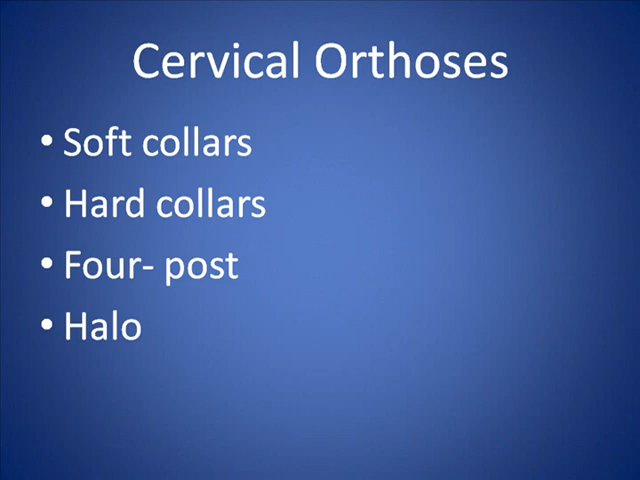 Cervical Orthoses
• Soft collars
• Hard collars
• Four- post
• Halo